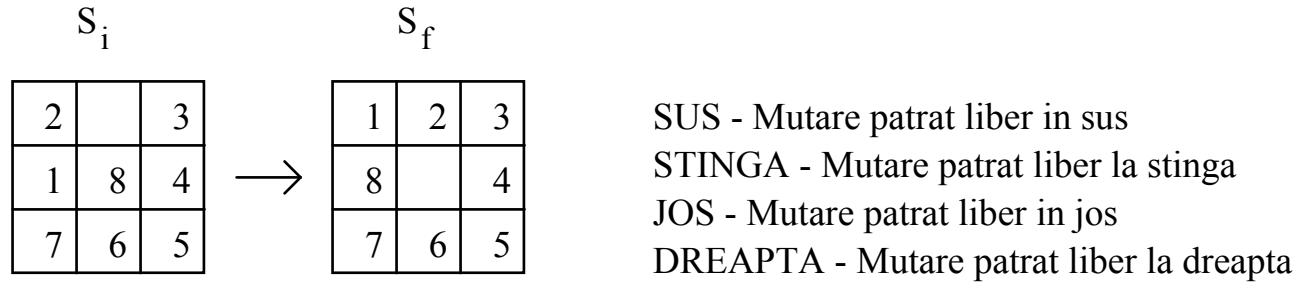 S i S f
2 3 1 2 3 SUS - Mutare patrat liber in sus
1 8 4 8 4 STINGA - Mutare patrat liber la stinga
7 6 5 7 6 5 JOS - Mutare patrat liber in jos
DREAPTA - Mutare patrat liber la dreapta